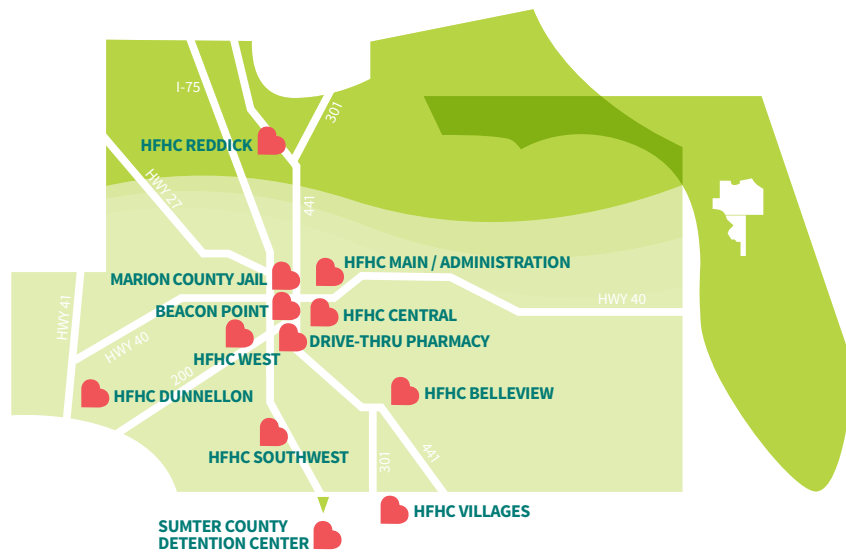 I-75
301
HFHC REDDICK
HWY 27
441
HFHC MAIN / ADMINISTRATION
MARION COUNTY JAIL
HWY 41
HWY 40
BEACON POINT
HFHC CENTRAL
DRIVE-THRU PHARMACY
HWY 40
HFHC WEST
200
HFHC DUNNELLON
HFHC BELLEVIEW
HFHC SOUTHWEST
301
441
HFHC VILLAGES
SUMTER COUNTY
DETENTION CENTER